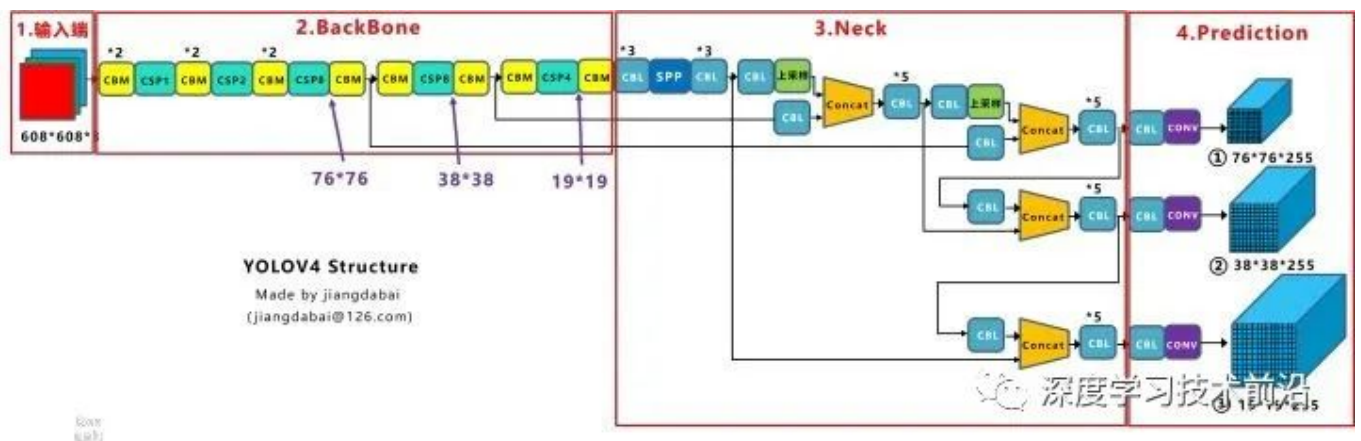 1.输入端
2.BackBone
3.Neck
4.Prediction
*2 *2 *2
CBM CSP1 CBM CSP2 CBM CSP8 CBM CBM CSP8 CBM CBM CSP4 CBM
608*608*3
76*76
38*38
19*19
*3 *3
CBL SPP CBL CBL 上采样
CBL
Concat
*5
CBL CBL 上采样
CBL
Concat
*5
CBL CBL CONV
① 76*76*255
CBL
Concat
*5
CBL CBL CONV
② 38*38*255
CBL
Concat
*5
CBL CBL CONV
③
YOLOV4 Structure
Made by jiangdabai
(jiangdabai@126.com)
深度学习技术前沿